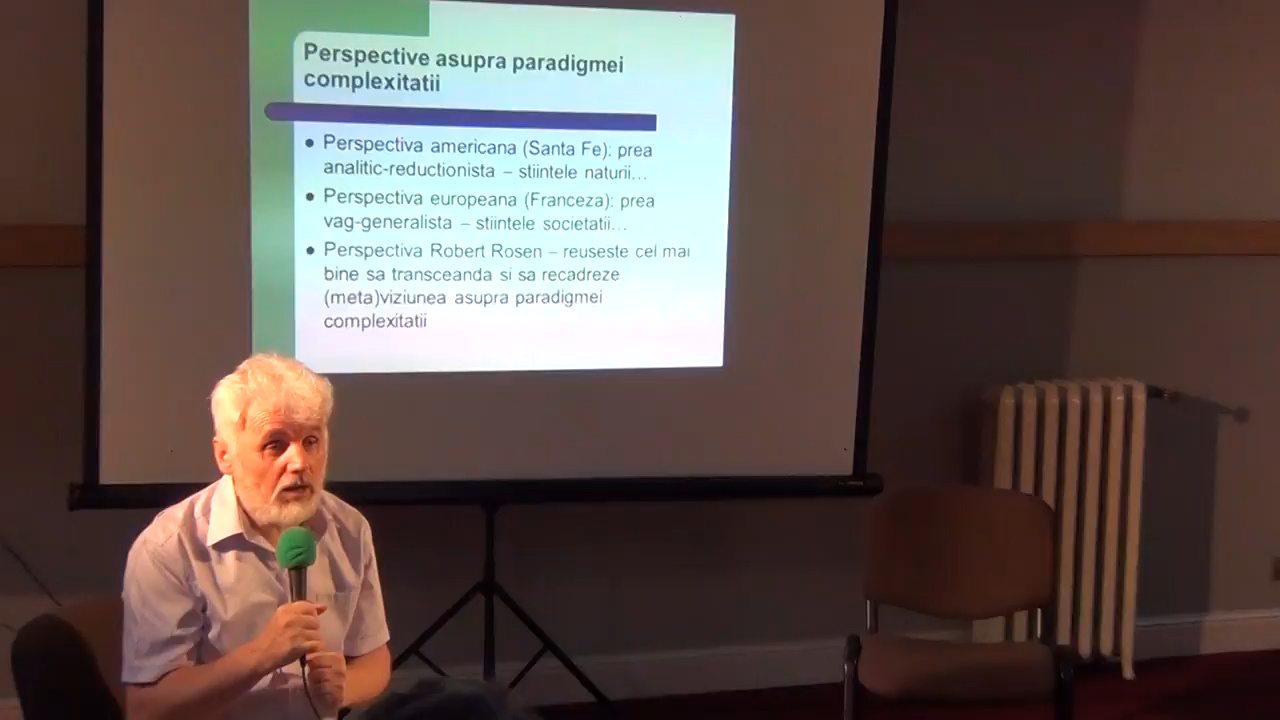 Perspective asupra paradigmei
complexitatii
● Perspectiva americana (Santa Fe): prea
analitic-reductionista – stiintele naturii...
● Perspectiva europeana (Franceza): prea
vag-generalista – stiintele societatii...
● Perspectiva Robert Rosen – reuseste cel mai
bine sa transceanda si sa recadreze
(meta)viziunea asupra paradigmei
complexitatii